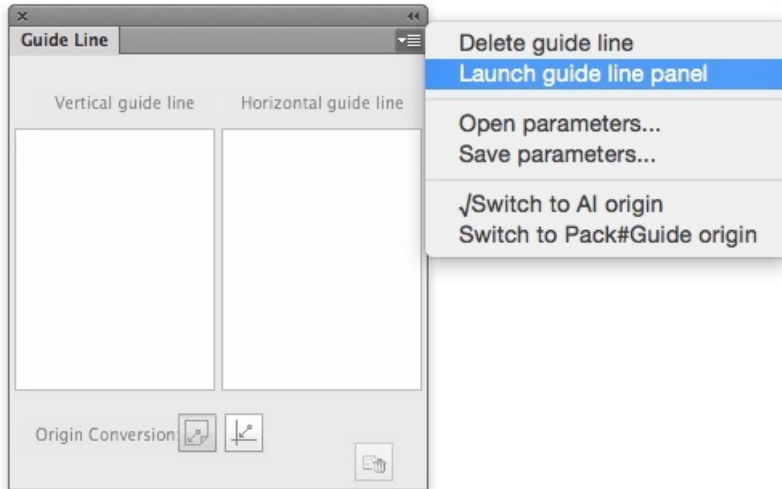 Guide Line
Vertical guide line
Horizontal guide line
Origin Conversion:
Delete guide line
Launch guide line panel
Open parameters...
Save parameters...
√Switch to AI origin
Switch to Pack#Guide origin